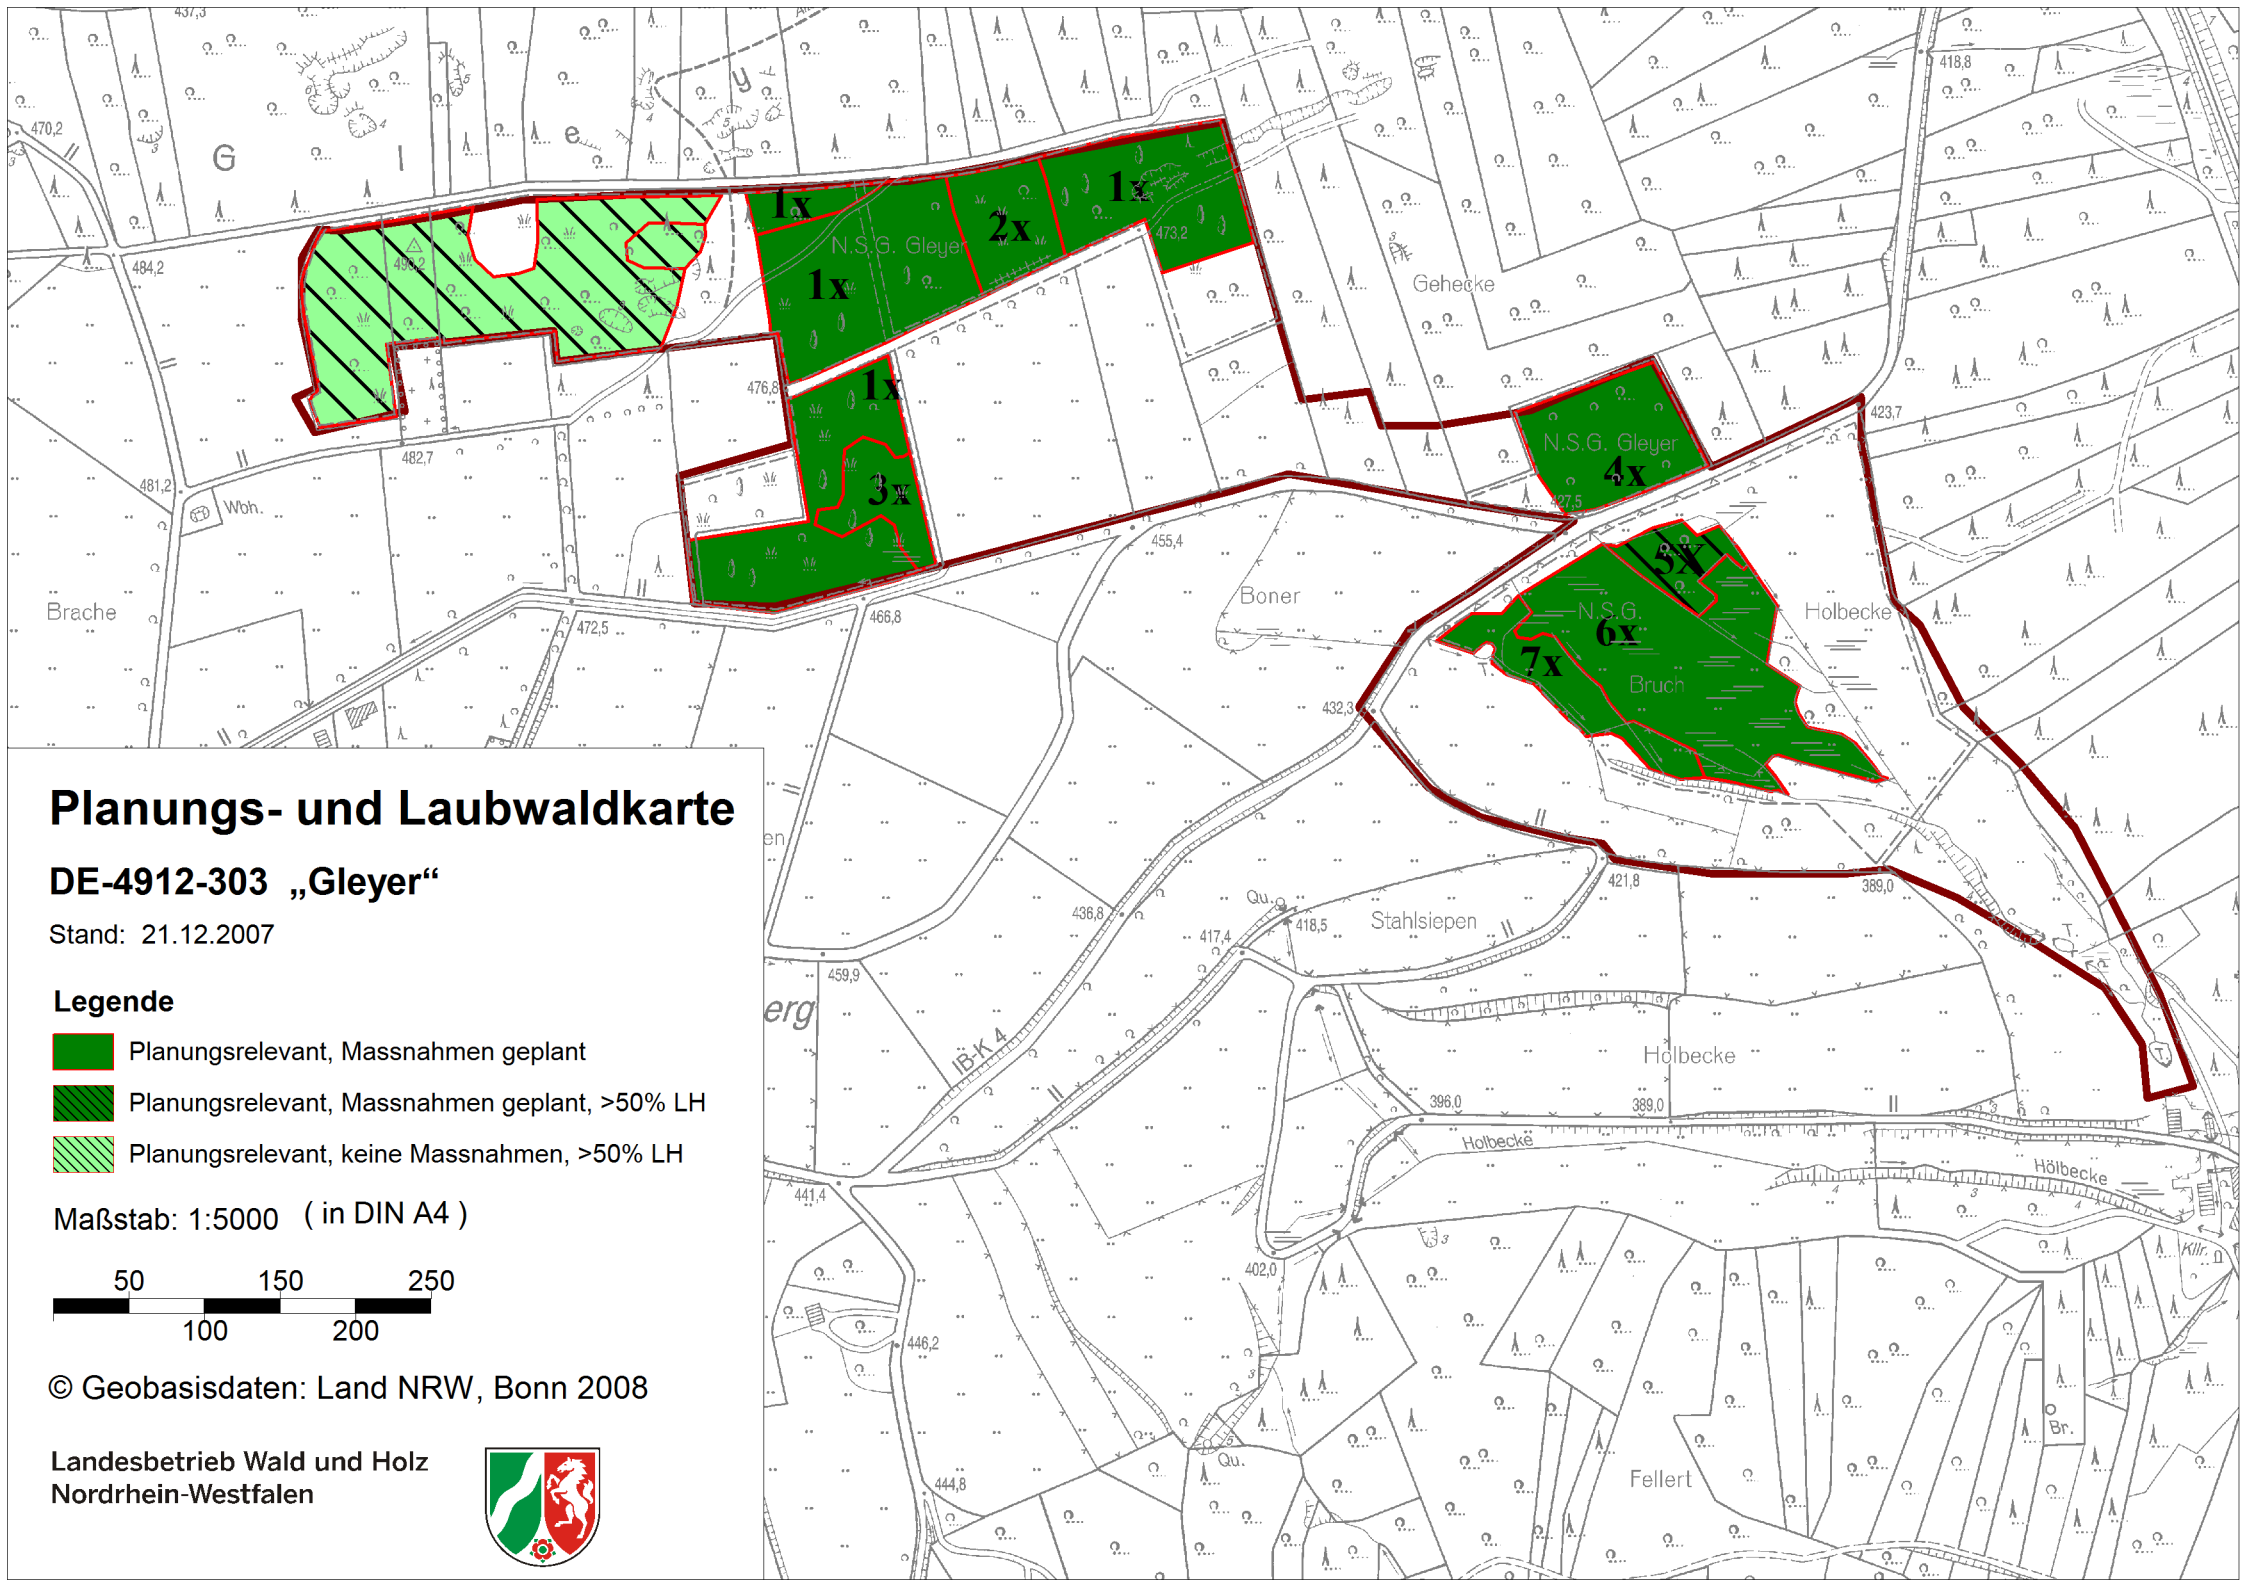 437,3
470,2
G
l
e
y
418,8
484,2
490,2
1x
N.S.G. Gleyer
2x
1x
473,2
1x
Gehecke
476,8
1x
423,7
482,7
481,2
Wbh.
3x
N.S.G. Gleyer
4x
427,5
455,4
5X
Brache
472,5
466,8
Boner
N.S.G.
6x
Holbecke
7x
T.
Bruch
432,3
en
421,8
389,0
436,8
Qu.
417,4
418,5
Stahlsiepen
T.
459,9
erg
IB-K 4
Hölbecke
T.
396,0
389,0
Holbecke
Hölbecke
441,4
402,0
Kllr.
446,2
Br.
Qu.
444,8
Fellert
Planungs- und Laubwaldkarte
DE-4912-303 „Gleyer“
Stand: 21.12.2007
Legende
Planungsrelevant, Massnahmen geplant
Planungsrelevant, Massnahmen geplant, >50% LH
Planungsrelevant, keine Massnahmen, >50% LH
Maßstab: 1:5000 ( in DIN A4 )
50 150 250
100 200
© Geobasisdaten: Land NRW, Bonn 2008
Landesbetrieb Wald und Holz
Nordrhein-Westfalen